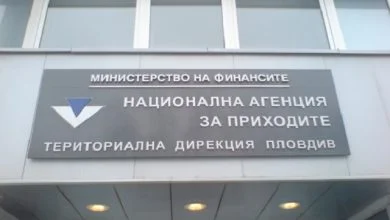 МИНИСТЕРСТВО НА ФИНАНСИТЕ
НАЦИОНАЛНА АГЕНЦИЯ
ЗА ПРИХОДИТЕ
ТЕРИТОРИАЛНА ДИРЕКЦИЯ ПЛОВДИВ